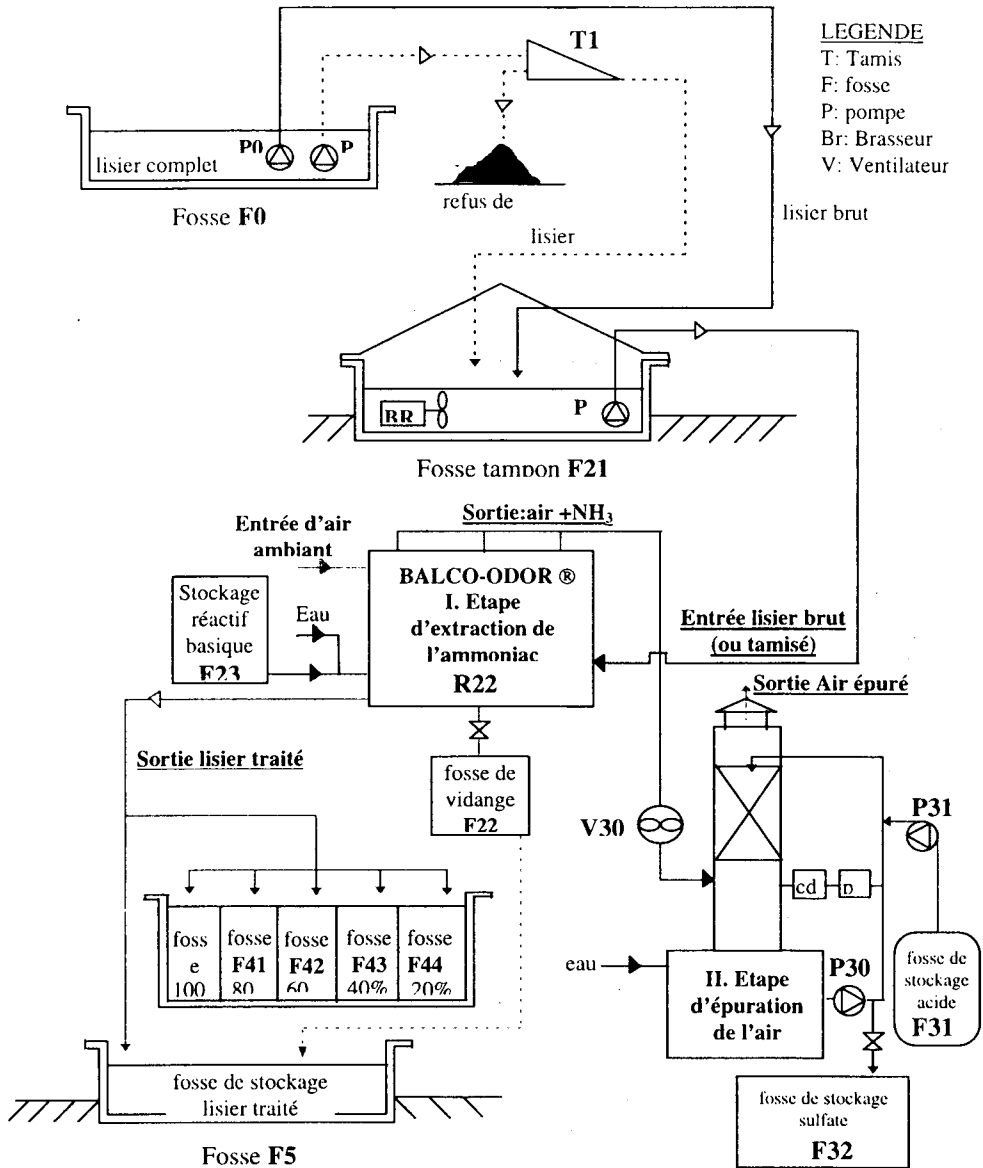 LEGENDE
T: Tamis
F: fosse
P: pompe
Br: Brasseur
V: Ventilateur
T1
P0
P
lisier complet
Fosse F0
refus de
lisier
lisier brut
BR
P
Fosse tampon F21
Sortie:air +NH3
Entrée d'air
ambiant
Stockage
réactif
basique
F23
Eau
BALCO-ODOR ®
I. Etape
d'extraction de
l'ammoniac
R22
Entrée lisier brut
(ou tamisé)
Sortie Air épuré
Sortie lisier traité
fosse de
vidange
F22
V30
P31
cd
p
foss
e
100
fosse
F41
80
fosse
F42
60
fosse
F43
40%
fosse
F44
20%
eau
II. Etape
d'épuration
de l'air
P30
fosse de
stockage
acide
F31
fosse de stockage
lisier traité
Fosse F5
fosse de stockage
sulfate
F32